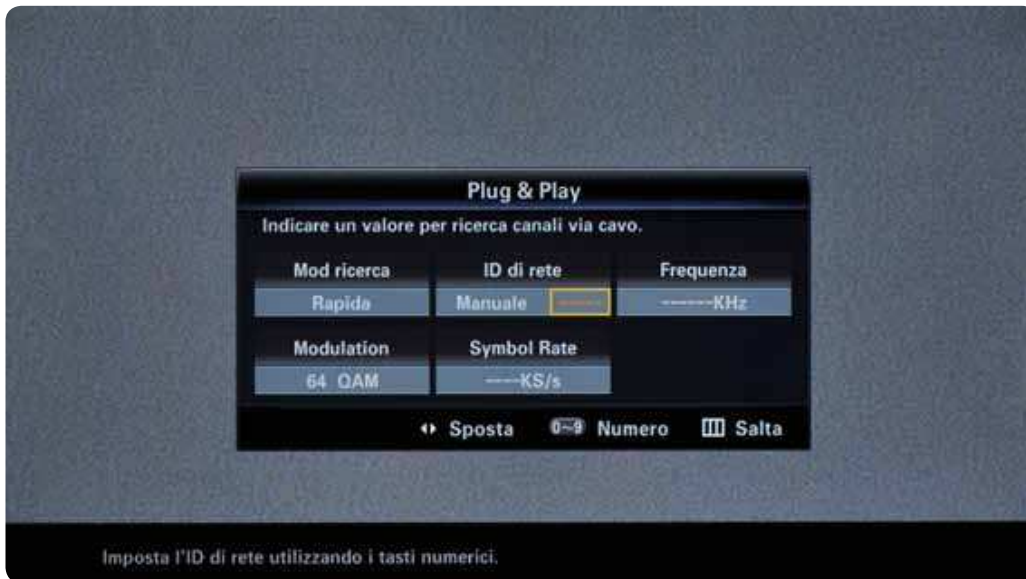 Plug & Play
Indicare un valore per ricerca canali via cavo.
Mod ricerca ID di rete Frequenza
Rapida Manuale ----- ------KHz
Modulation Symbol Rate
64 QAM ----KS/s
Sposta 0~9 Numero Salta
Imposta l'ID di rete utilizzando i tasti numerici.